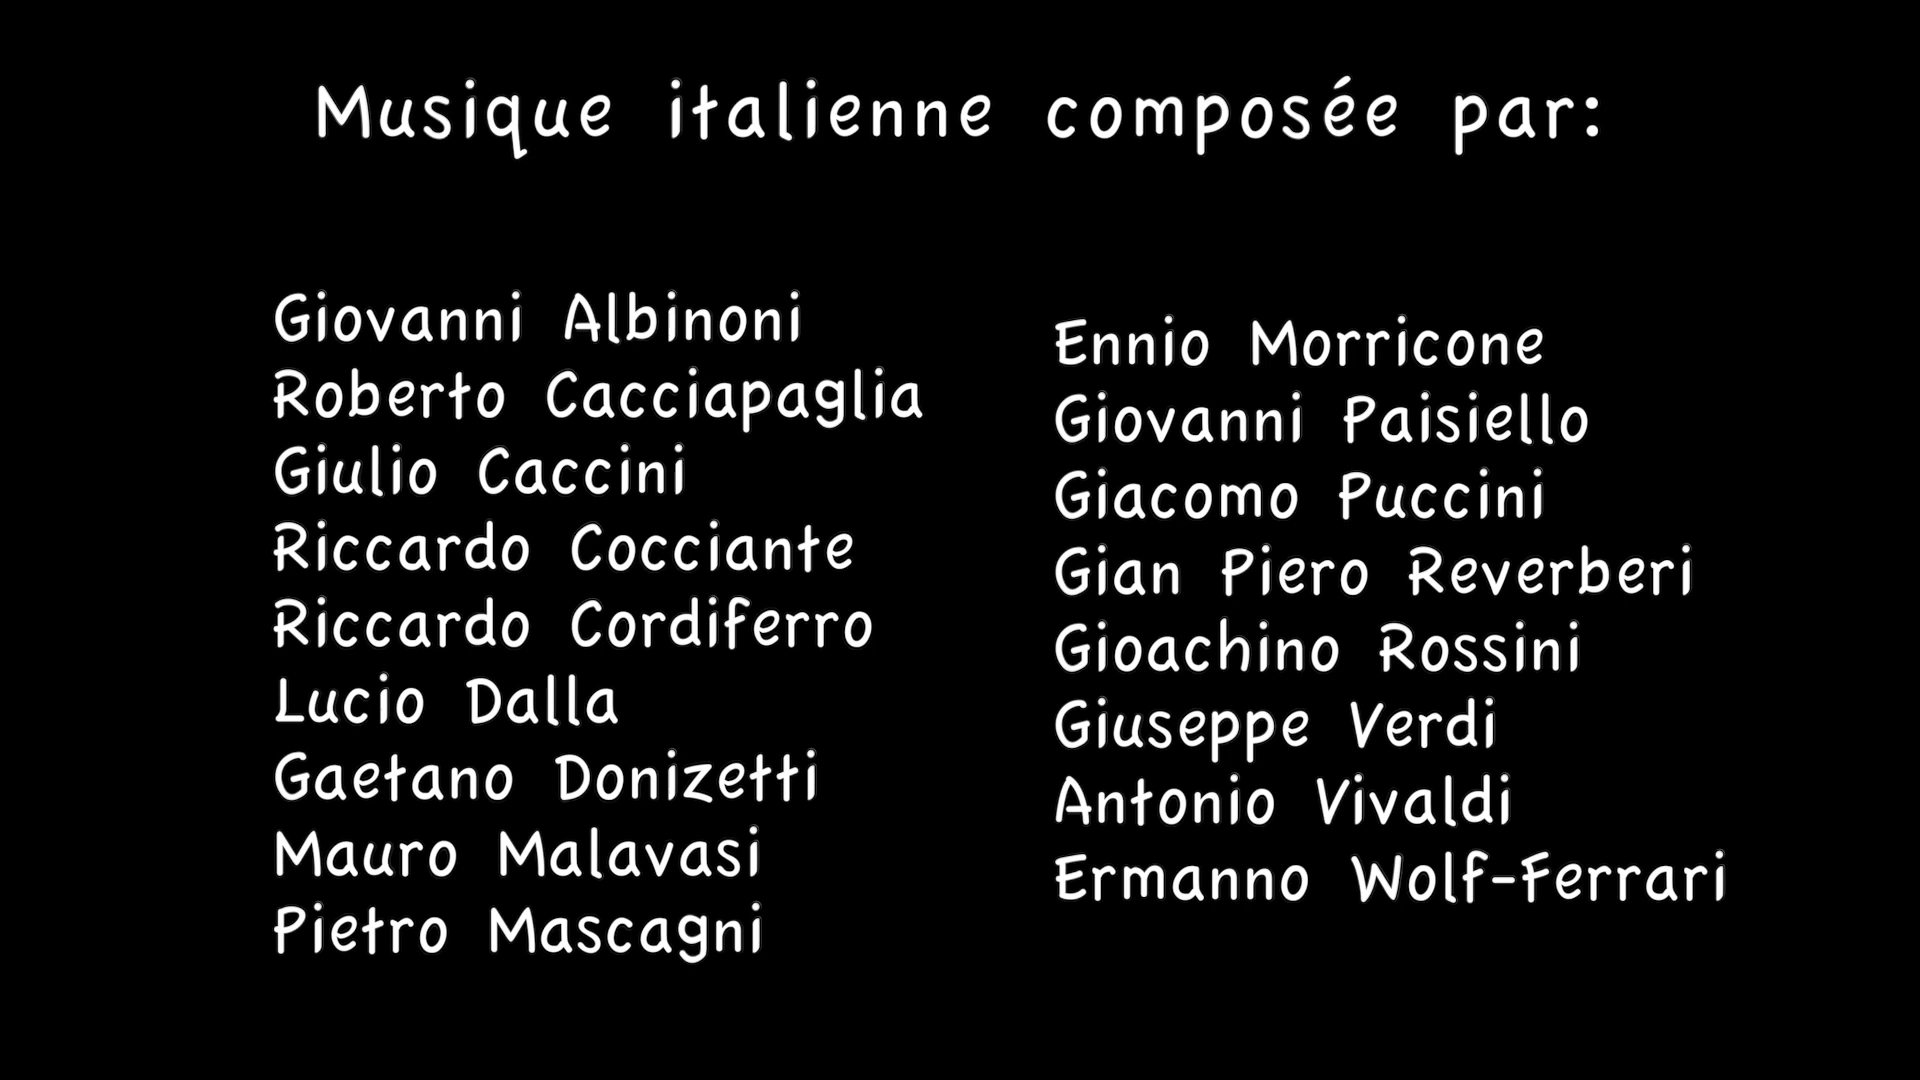 Musique italienne composée par:
Giovanni Albinoni
Roberto Cacciapaglia
Giulio Caccini
Riccardo Cocciante
Riccardo Cordiferro
Lucio Dalla
Gaetano Donizetti
Mauro Malavasi
Pietro Mascagni
Ennio Morricone
Giovanni Paisiello
Giacomo Puccini
Gian Piero Reverberi
Gioachino Rossini
Giuseppe Verdi
Antonio Vivaldi
Ermanno Wolf-Ferrari